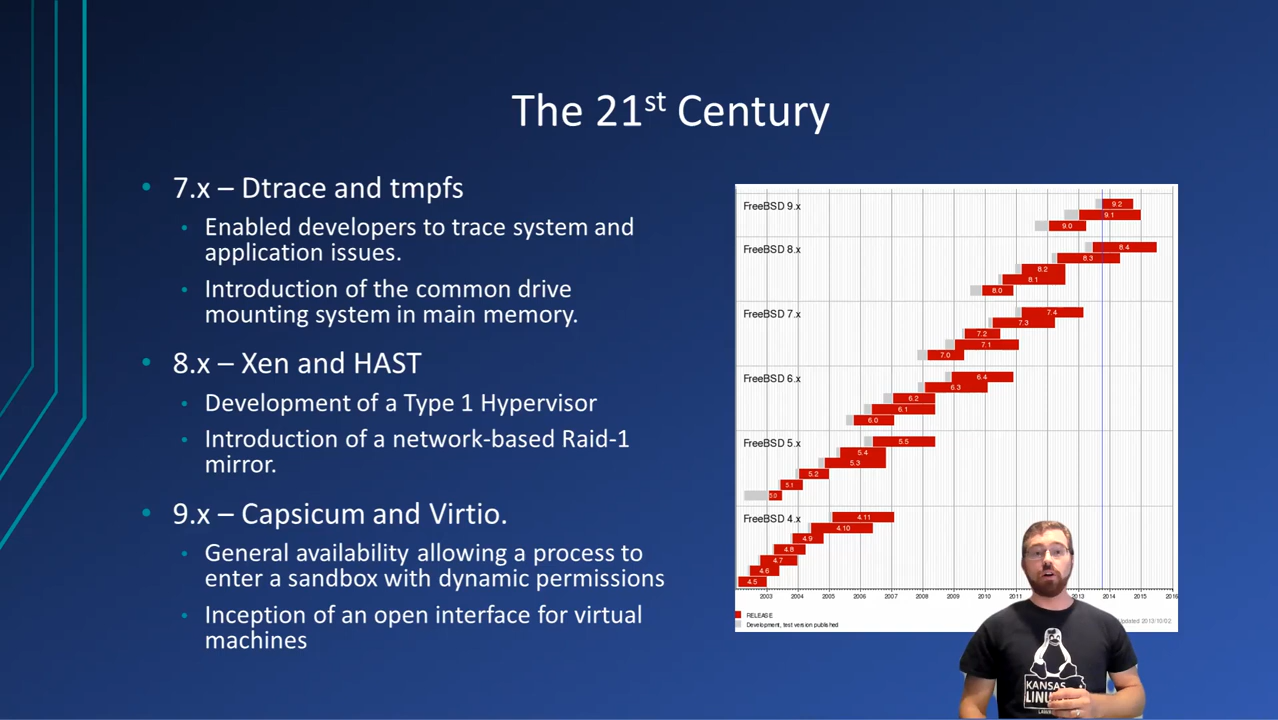 The 21st Century
• 7.x – Dtrace and tmpfs
• Enabled developers to trace system and
application issues.
• Introduction of the common drive
mounting system in main memory.
• 8.x – Xen and HAST
• Development of a Type 1 Hypervisor
• Introduction of a network-based Raid-1
mirror.
• 9.x – Capsicum and Virtio.
• General availability allowing a process to
enter a sandbox with dynamic permissions
• Inception of an open interface for virtual
machines
FreeBSD 9.x
9.2
9.1
9.0
FreeBSD 8.x
8.4
8.3
8.2
8.1
8.0
FreeBSD 7.x
7.4
7.3
7.2
7.1
7.0
FreeBSD 6.x
6.4
6.3
6.2
6.1
6.0
FreeBSD 5.x
5.5
5.4
5.3
5.2
5.1
5.0
FreeBSD 4.x
4.11
4.10
4.9
4.8
4.7
4.6
4.5
2003 2004 2005 2006 2007 2008 2009 2010 2011 2013 2014 2015 2016
RELEASE
Development, test version published
Updated 2013/10/02
KANSAS
LINUX